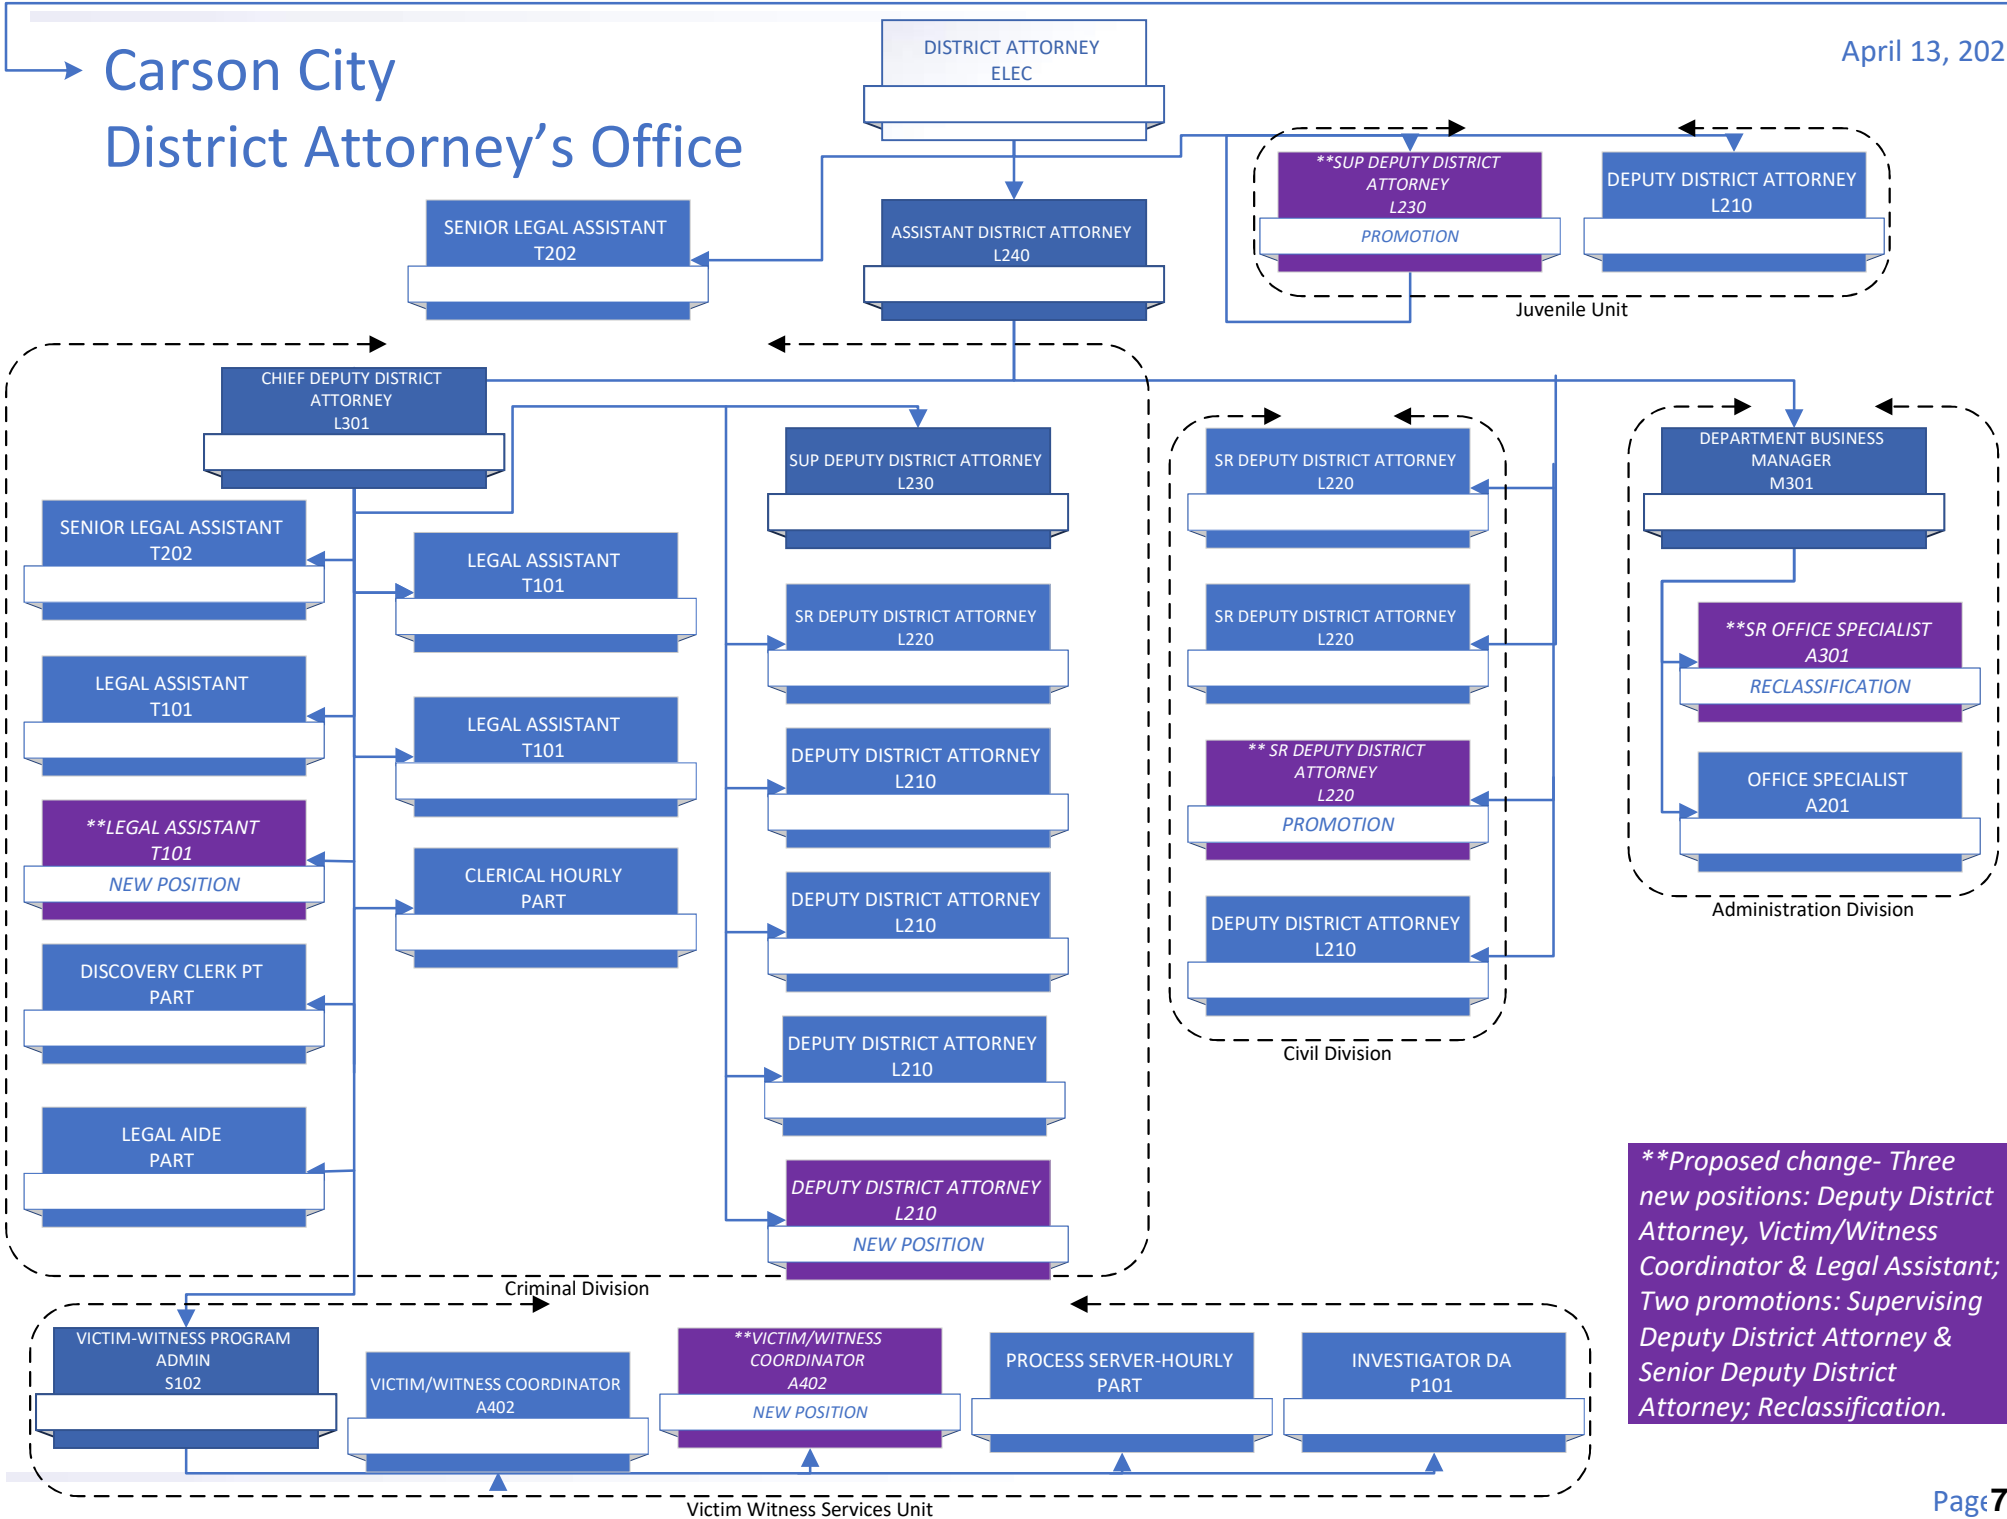 Carson City
District Attorney's Office
April 13, 202
DISTRICT ATTORNEY
ELEC
SENIOR LEGAL ASSISTANT
T202
ASSISTANT DISTRICT ATTORNEY
L240
**SUP DEPUTY DISTRICT
ATTORNEY
L230
PROMOTION
DEPUTY DISTRICT ATTORNEY
L210
Juvenile Unit
CHIEF DEPUTY DISTRICT
ATTORNEY
L301
SENIOR LEGAL ASSISTANT
T202
LEGAL ASSISTANT
T101
**LEGAL ASSISTANT
T101
NEW POSITION
DISCOVERY CLERK PT
PART
LEGAL AIDE
PART
LEGAL ASSISTANT
T101
LEGAL ASSISTANT
T101
CLERICAL HOURLY
PART
SUP DEPUTY DISTRICT ATTORNEY
L230
SR DEPUTY DISTRICT ATTORNEY
L220
DEPUTY DISTRICT ATTORNEY
L210
DEPUTY DISTRICT ATTORNEY
L210
DEPUTY DISTRICT ATTORNEY
L210
DEPUTY DISTRICT ATTORNEY
L210
NEW POSITION
Criminal Division
SR DEPUTY DISTRICT ATTORNEY
L220
SR DEPUTY DISTRICT ATTORNEY
L220
** SR DEPUTY DISTRICT
ATTORNEY
L220
PROMOTION
DEPUTY DISTRICT ATTORNEY
L210
Civil Division
DEPARTMENT BUSINESS
MANAGER
M301
**SR OFFICE SPECIALIST
A301
RECLASSIFICATION
OFFICE SPECIALIST
A201
Administration Division
VICTIM-WITNESS PROGRAM
ADMIN
S102
VICTIM/WITNESS COORDINATOR
A402
**VICTIM/WITNESS
COORDINATOR
A402
NEW POSITION
PROCESS SERVER-HOURLY
PART
INVESTIGATOR DA
P101
Victim Witness Services Unit
**Proposed change- Three
new positions: Deputy District
Attorney, Victim/Witness
Coordinator & Legal Assistant;
Two promotions: Supervising
Deputy District Attorney &
Senior Deputy District
Attorney; Reclassification.
Page 7